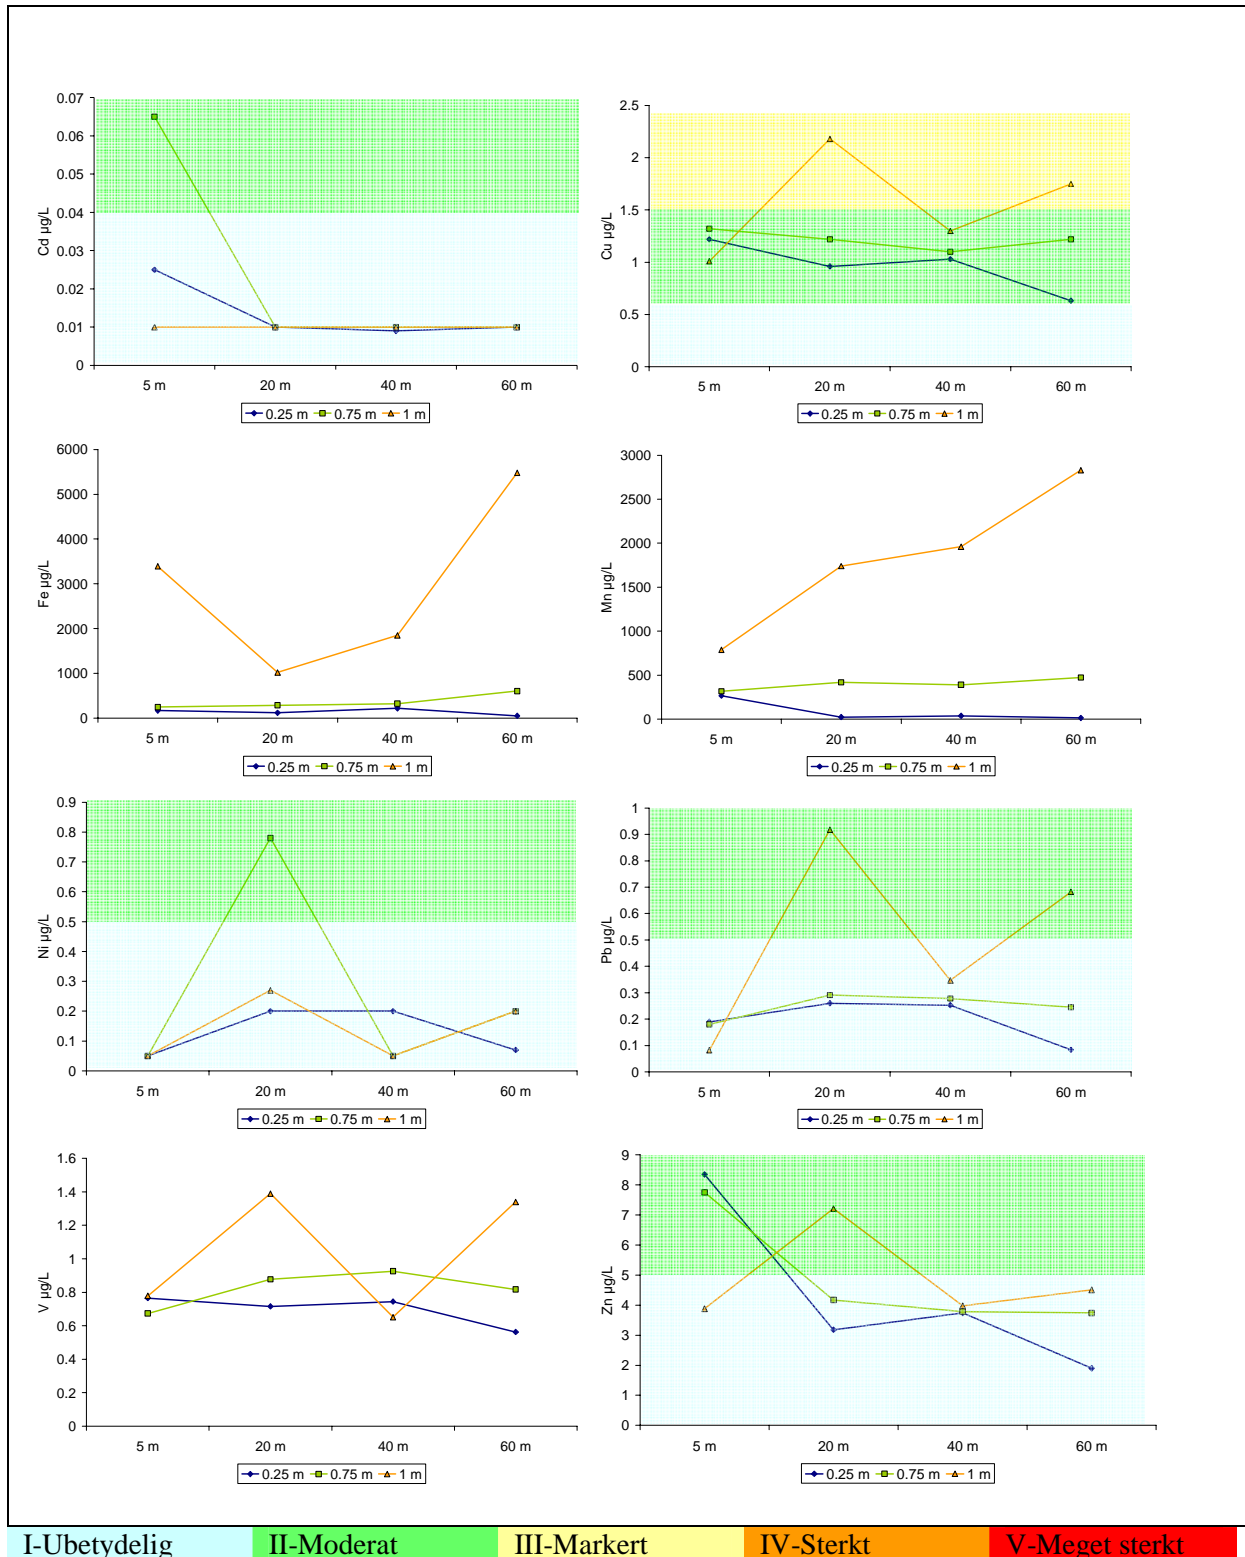 Cd µg/L
0.07
0.06
0.05
0.04
0.03
0.02
0.01
0
5 m 20 m 40 m 60 m
0.25 m 0.75 m 1 m
Cu µg/L
2.5
2
1.5
1
0.5
0
5 m 20 m 40 m 60 m
0.25 m 0.75 m 1 m
Fe µg/L
6000
5000
4000
3000
2000
1000
0
5 m 20 m 40 m 60 m
0.25 m 0.75 m 1 m
Mn µg/L
3000
2500
2000
1500
1000
500
0
5 m 20 m 40 m 60 m
0.25 m 0.75 m 1 m
Ni µg/L
0.9
0.8
0.7
0.6
0.5
0.4
0.3
0.2
0.1
0
5 m 20 m 40 m 60 m
0.25 m 0.75 m 1 m
Pb µg/L
1
0.9
0.8
0.7
0.6
0.5
0.4
0.3
0.2
0.1
0
5 m 20 m 40 m 60 m
0.25 m 0.75 m 1 m
V µg/L
1.6
1.4
1.2
1
0.8
0.6
0.4
0.2
0
5 m 20 m 40 m 60 m
0.25 m 0.75 m 1 m
Zn µg/L
9
8
7
6
5
4
3
2
1
0
5 m 20 m 40 m 60 m
0.25 m 0.75 m 1 m
I-Ubetydelig II-Moderat III-Markert IV-Sterkt V-Meget sterkt